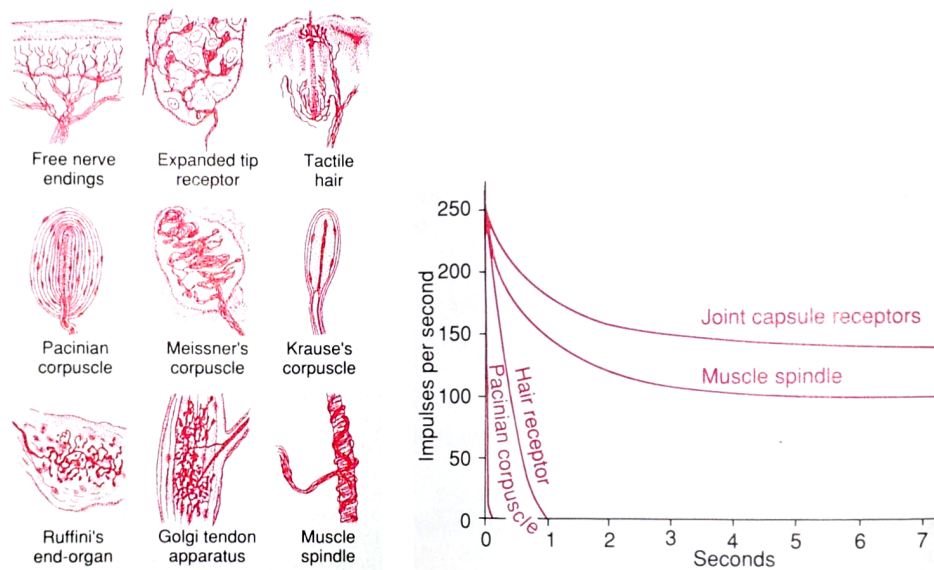 Free nerve
endings
Expanded tip
receptor
Tactile
hair
Pacinian
corpuscle
Meissner's
corpuscle
Krause's
corpuscle
Ruffini's
end-organ
Golgi tendon
apparatus
Muscle
spindle
Impulses per second
250
200
150
100
50
0
Joint capsule receptors
Muscle spindle
Hair receptor
Pacinian corpuscle
0 1 2 3 4 5 6 7
Seconds